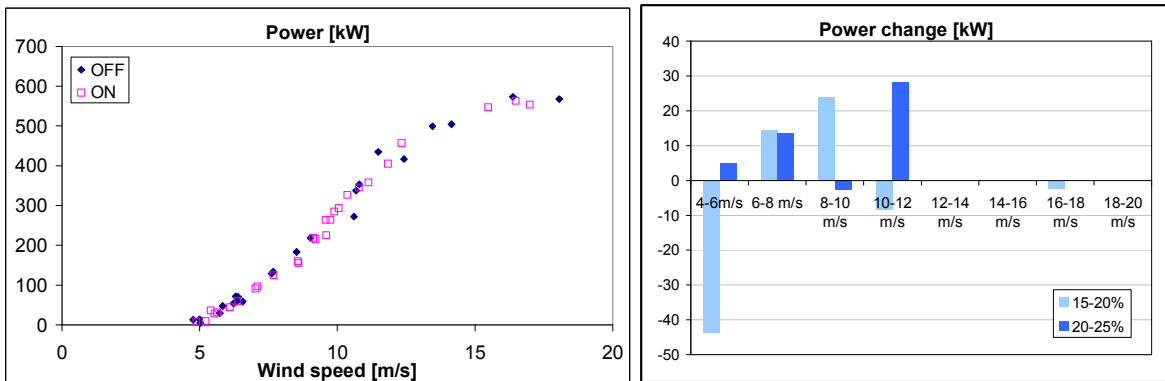 Power [kW]
700
600
500
400
300
200
100
0
OFF
ON
0 5 10 15 20
Wind speed [m/s]
Power change [kW]
40
30
20
10
0
-10
-20
-30
-40
-50
4-6m/s 6-8 m/s 8-10 10-12 12-14 14-16 16-18 18-20
m/s m/s m/s m/s m/s m/s
15-20%
20-25%